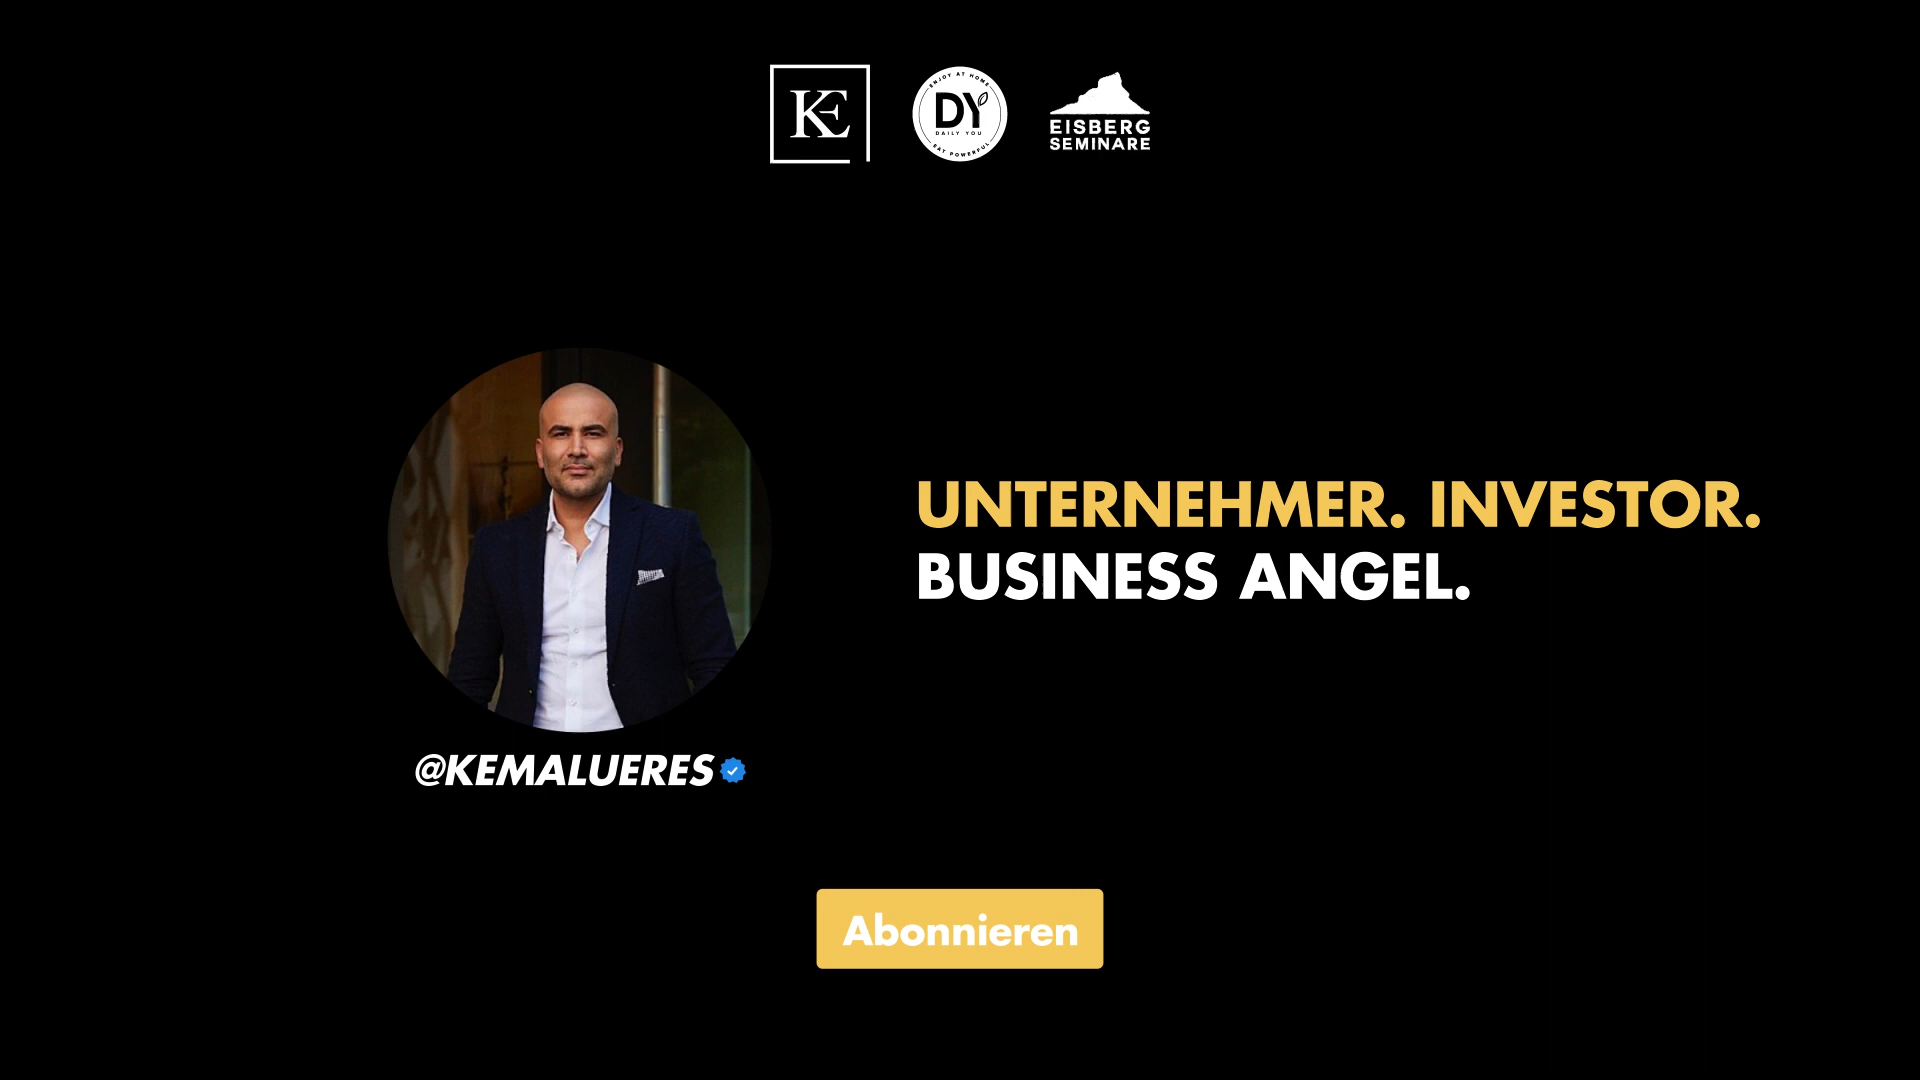 KE
ENJOY AT HOME
DY
DAILY YOU
EAT POWERFUL
EISBERG
SEMINARE
UNTERNEHMER. INVESTOR.
BUSINESS ANGEL.
@KEMALUERES
Abonnieren